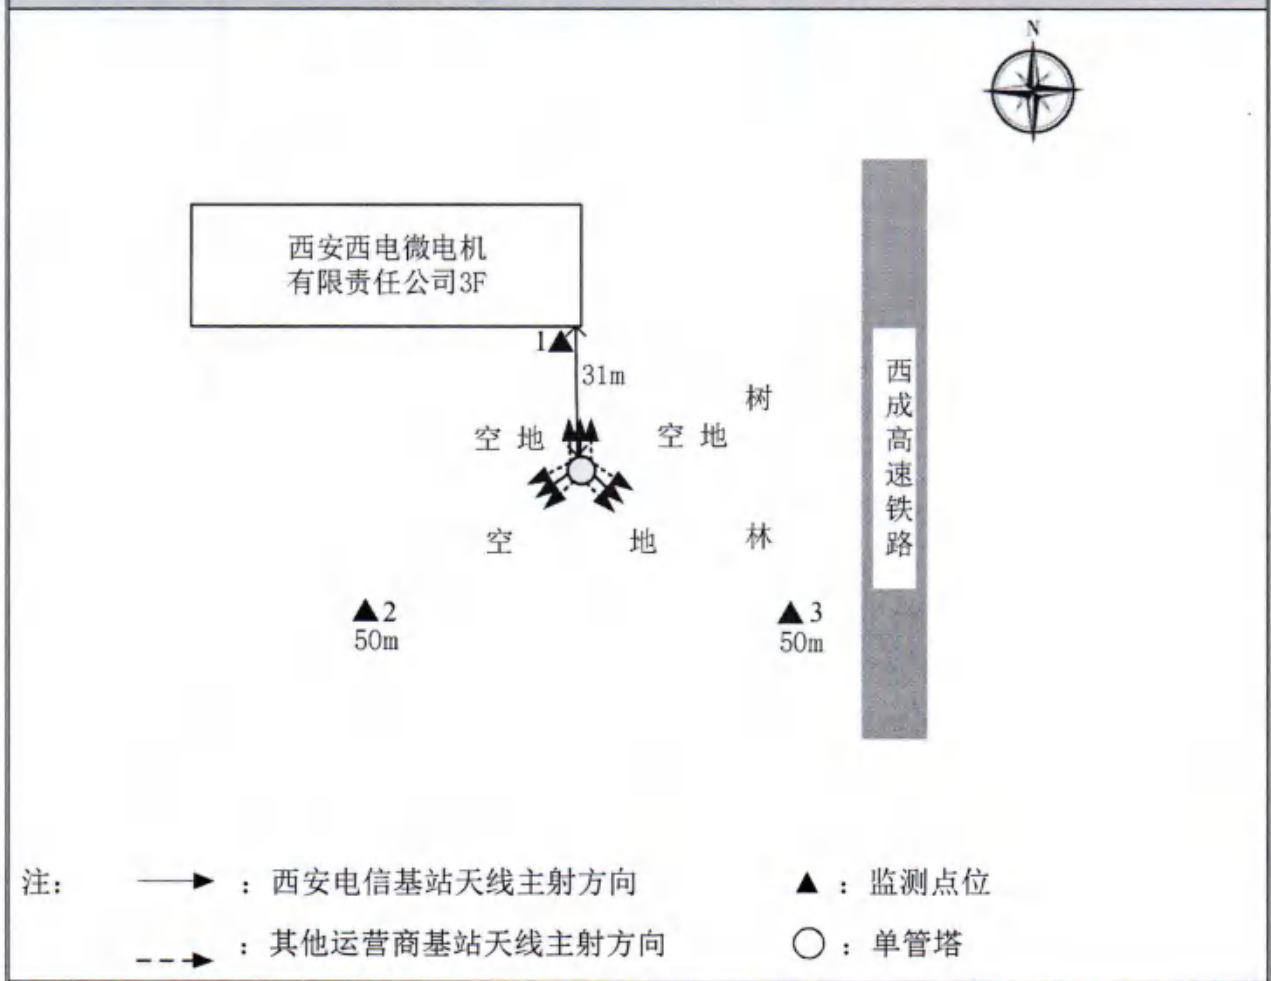 N
西安西电微电机
有限责任公司3F
1
31m
树
空 地
空 地
西成高速铁路
空 地
林
2
50m
3
50m
注：
：西安电信基站天线主射方向
：监测点位
：其他运营商基站天线主射方向
：单管塔